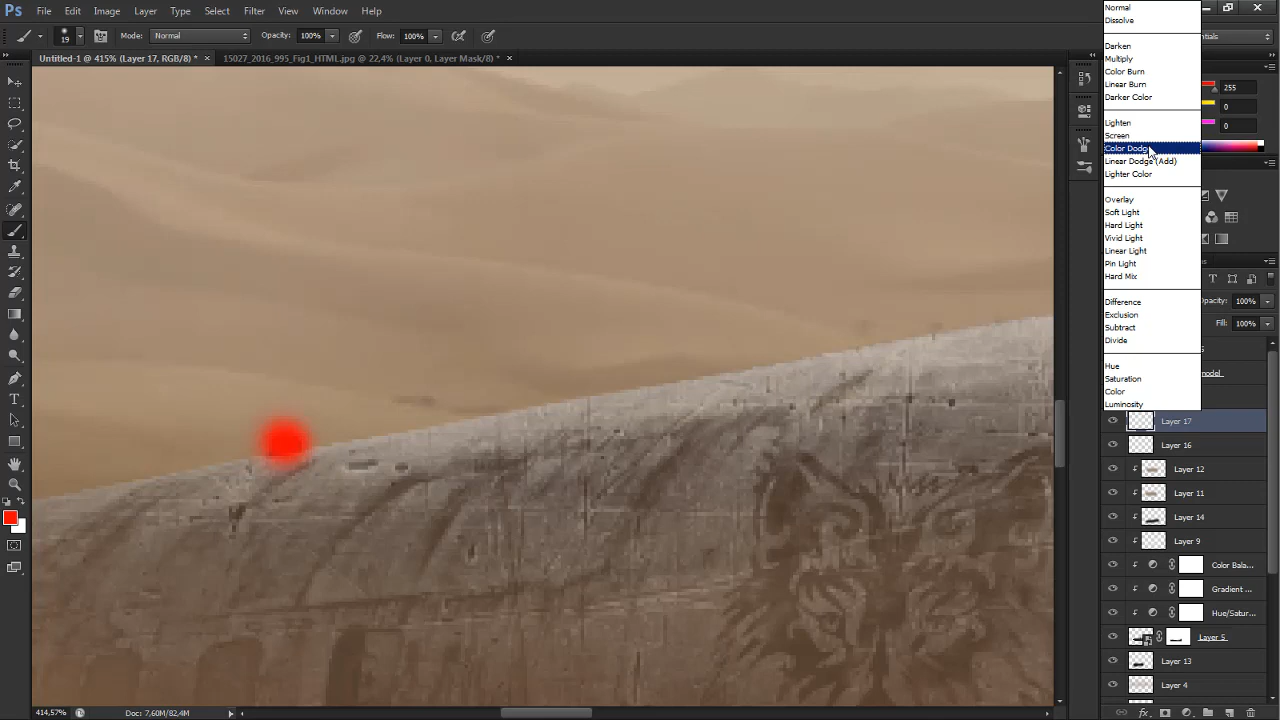 Ps File Edit Image Layer Type Select Filter View Window Help
19 Mode: Normal Opacity: 100% Flow: 100%
Untitled-1 @ 415% (Layer 17, RGB/8) * × 15027_2016_995_Fig1_HTML.jpg @ 22,4% (Layer 0, Layer Mask/8) * ×
Normal
Dissolve
Darken
Multiply
Color Burn
Linear Burn
Darker Color
Lighten
Screen
Color Dodge
Linear Dodge (Add)
Lighter Color
Overlay
Soft Light
Hard Light
Vivid Light
Linear Light
Pin Light
Hard Mix
Difference
Exclusion
Subtract
Divide
Hue
Saturation
Color
Luminosity
255
0
0
Opacity: 100%
Fill: 100%
Layer 17
Layer 16
Layer 12
Layer 11
Layer 14
Layer 9
Color Bala...
Gradient ...
Hue/Satur...
Layer 5
Layer 13
Layer 4
414,57% Doc: 7,60M/82,4M